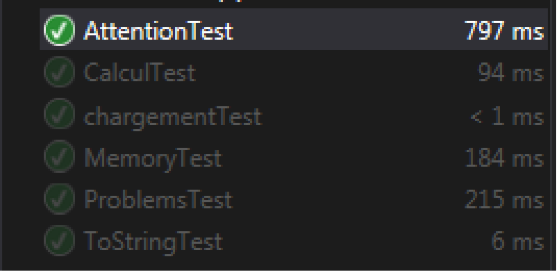 AttentionTest 797 ms
CalculTest 94 ms
chargementTest < 1 ms
MemoryTest 184 ms
ProblemsTest 215 ms
ToStringTest 6 ms